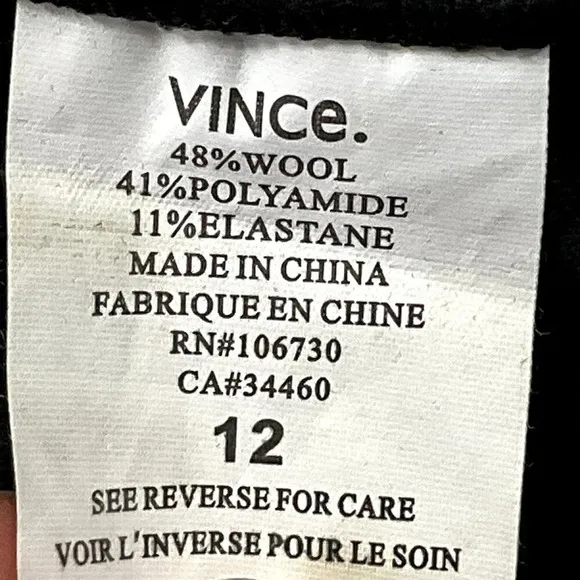 VINCe.
48%WOOL
41%POLYAMIDE
11%ELASTANE
MADE IN CHINA
FABRIQUE EN CHINE
RN#106730
CA#34460
12
SEE REVERSE FOR CARE
VOIR L'INVERSE POUR LE SOIN